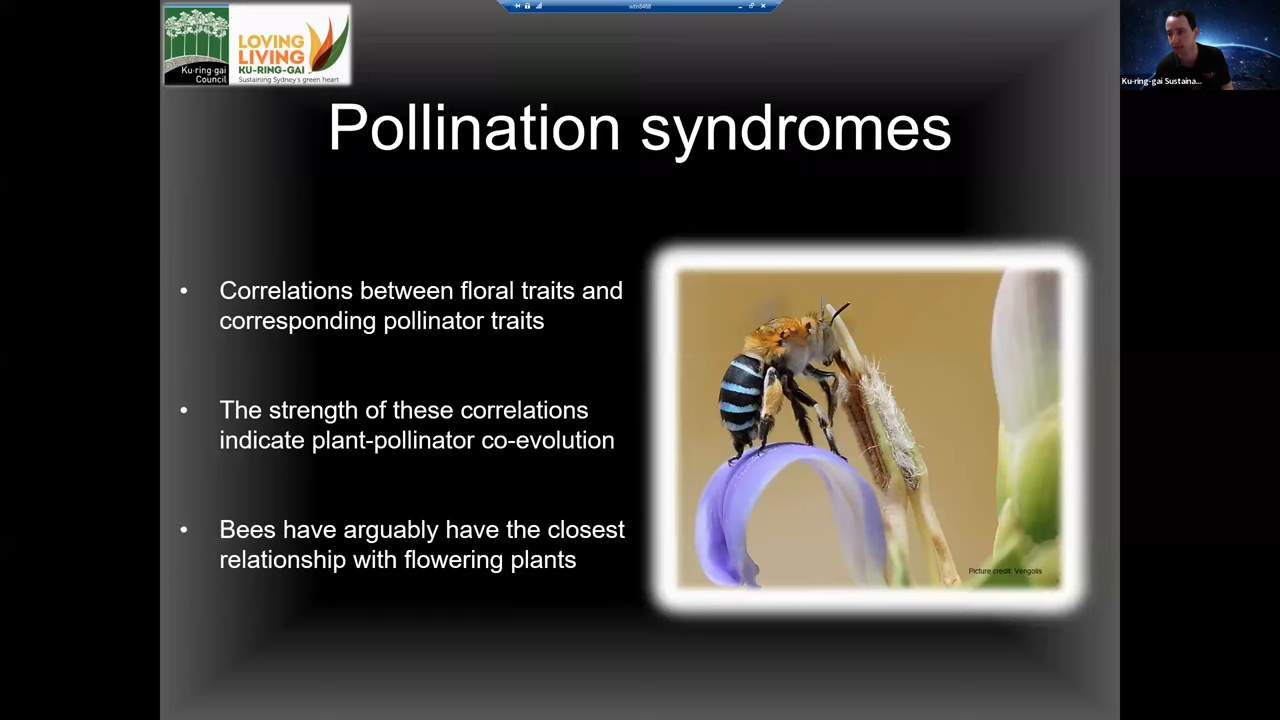 wtn8468
Ku-ring-gai
Council
LOVING
LIVING
KU-RING-GAI
Sustaining Sydney's green heart
Ku-ring-gai Sustaina...
Pollination syndromes
• Correlations between floral traits and
corresponding pollinator traits
• The strength of these correlations
indicate plant-pollinator co-evolution
• Bees have arguably have the closest
relationship with flowering plants
Picture credit: Vengolis